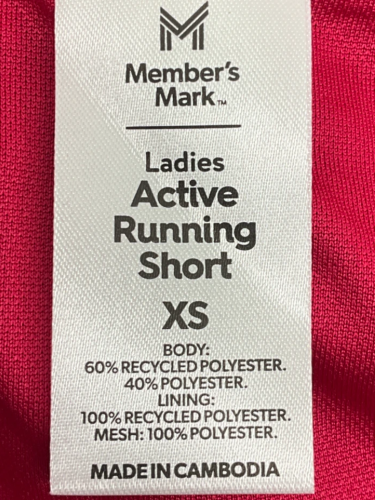 Member's
Mark™
Ladies
Active
Running
Short
XS
BODY:
60% RECYCLED POLYESTER.
40% POLYESTER.
LINING:
100% RECYCLED POLYESTER.
MESH: 100% POLYESTER.
MADE IN CAMBODIA